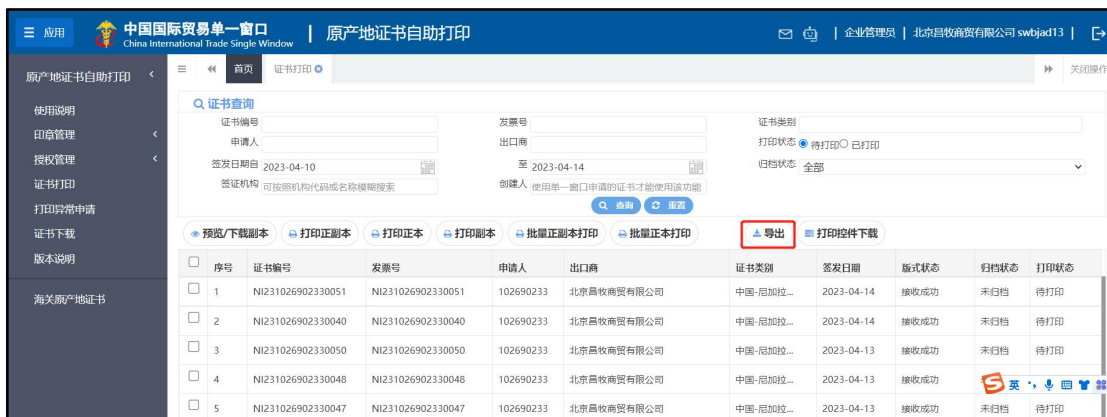 应用 中国国际贸易单一窗口 | 原产地证书自助打印 | 企业管理员 | 北京昌牧商贸有限公司 swbjad13 |
China International Trade Single Window
原产地证书自助打印
使用说明
印章管理
授权管理
证书打印
打印异常申请
证书下载
版本说明
海关原产地证书
首页 证书打印 关闭操作
证书查询
证书编号 发票号 证书类别
申请人 出口商 打印状态 待打印 已打印
签发日期自 2023-04-10 至 2023-04-14 归档状态 全部
签证机构 可按照机构代码或名称模糊搜索 创建人 使用单一窗口申请的证书才能使用该功能
查询 重置
预览/下载副本 打印正副本 打印正本 打印副本 批量正副本打印 批量正本打印 导出 打印控件下载
序号 证书编号 发票号 申请人 出口商 证书类别 签发日期 版式状态 归档状态 打印状态
1 NI231026902330051 NI231026902330051 102690233 北京昌牧商贸有限公司 中国-尼加拉... 2023-04-14 接收成功 未归档 待打印
2 NI231026902330040 NI231026902330040 102690233 北京昌牧商贸有限公司 中国-尼加拉... 2023-04-14 接收成功 未归档 待打印
3 NI231026902330050 NI231026902330050 102690233 北京昌牧商贸有限公司 中国-尼加拉... 2023-04-13 接收成功 未归档 待打印
4 NI231026902330048 NI231026902330048 102690233 北京昌牧商贸有限公司 中国-尼加拉... 2023-04-13 接收成功 英
5 NI231026902330047 NI231026902330047 102690233 北京昌牧商贸有限公司 中国-尼加拉... 2023-04-13 接收成功 未归档 待打印